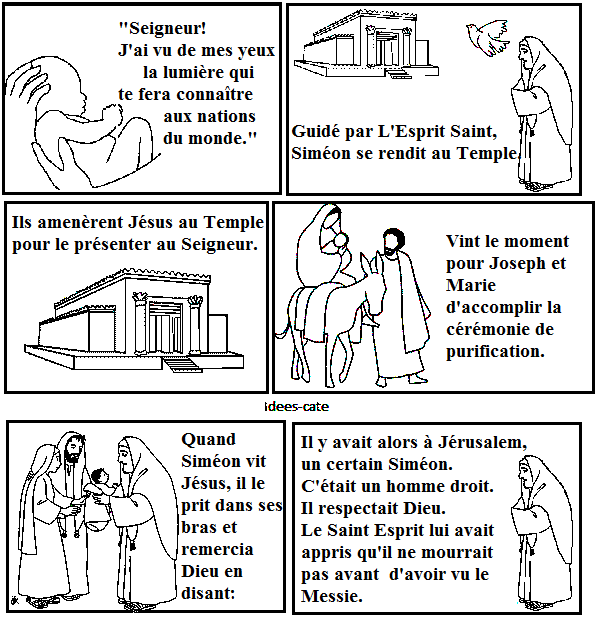 "Seigneur!
J'ai vu de mes yeux
la lumière qui
te fera connaître
aux nations
du monde."
Guidé par L'Esprit Saint,
Siméon se rendit au Temple.
Ils amenèrent Jésus au Temple
pour le présenter au Seigneur.
Vint le moment
pour Joseph et
Marie
d'accomplir la
cérémonie de
purification.
idees-cate
Quand
Siméon vit
Jésus, il le
prit dans ses
bras et
remercia
Dieu en
disant:
Il y avait alors à Jérusalem,
un certain Siméon.
C'était un homme droit.
Il respectait Dieu.
Le Saint Esprit lui avait
appris qu'il ne mourrait
pas avant d'avoir vu le
Messie.